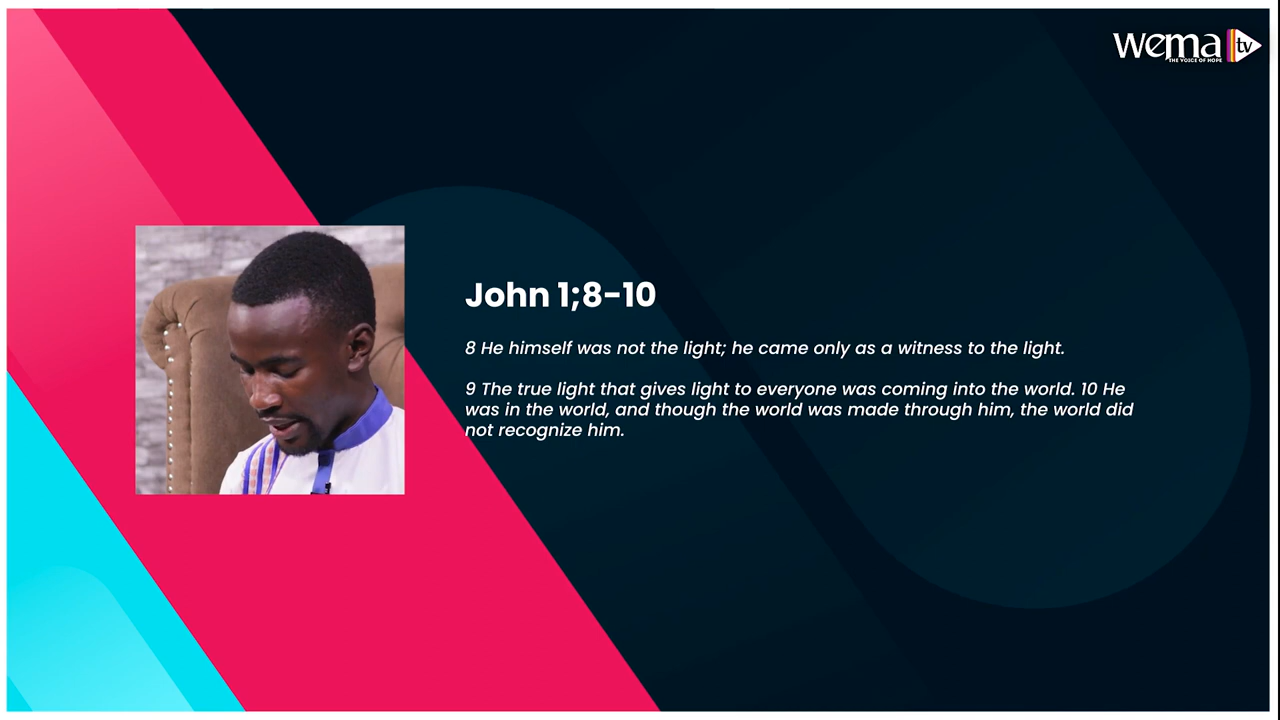 Wema tv
THE VOICE OF HOPE
John 1;8-10
8 He himself was not the light; he came only as a witness to the light.
9 The true light that gives light to everyone was coming into the world. 10 He
was in the world, and though the world was made through him, the world did
not recognize him.